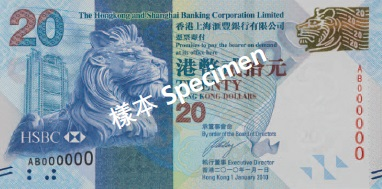 The Hongkong and Shanghai Banking Corporation Limited
20
20
香港上海滙豐銀行有限公司
憑票即付
Promises to pay the bearer on demand
at its office here
港幣貳拾元
TWENTY
HONG KONG DOLLARS
樣本 Specimen
20
承董事會命
By order of the Board of Directors
執行董事 Executive Director
香港二〇一〇年一月一日
Hong Kong 1 January 2010
HSBC
AB000000
AB000000